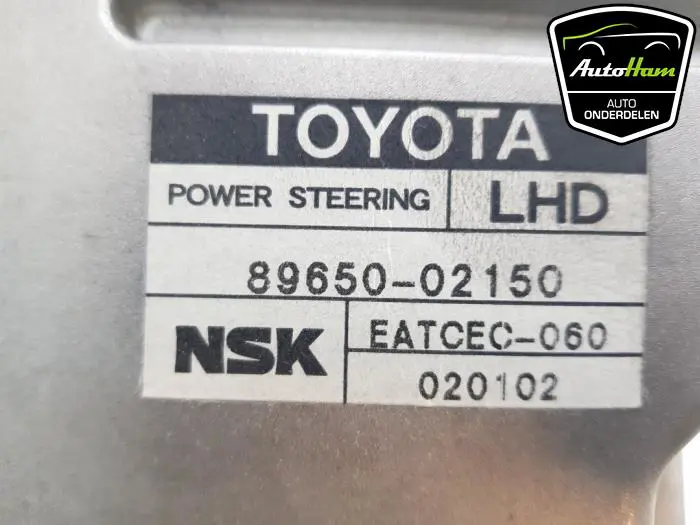 AutoHam
AUTO
ONDERDELEN
TOYOTA
POWER STEERING LHD
89650-02150
NSK EATCEC-060
020102